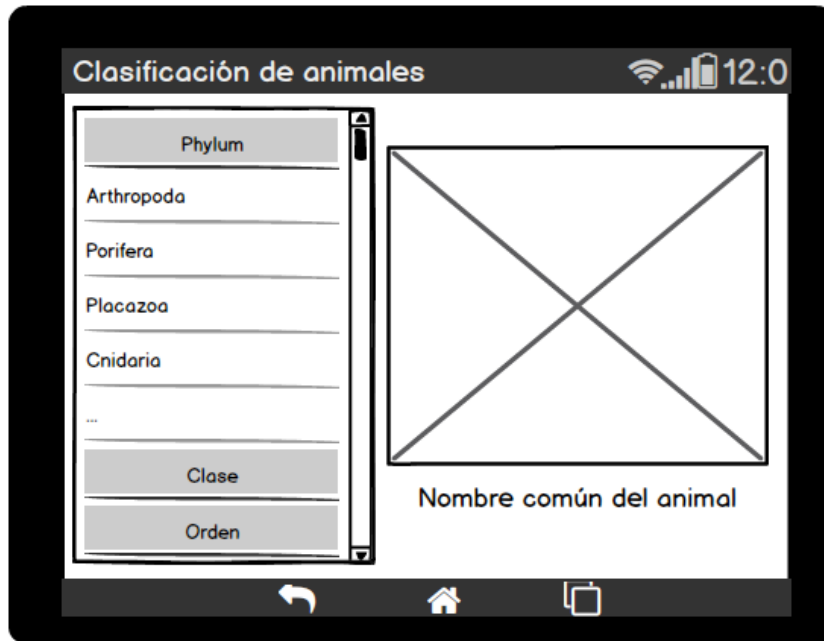 Clasificación de animales
12:0
Phylum
Arthropoda
Porifera
Placazoa
Cnidaria
...
Clase
Orden
Nombre común del animal